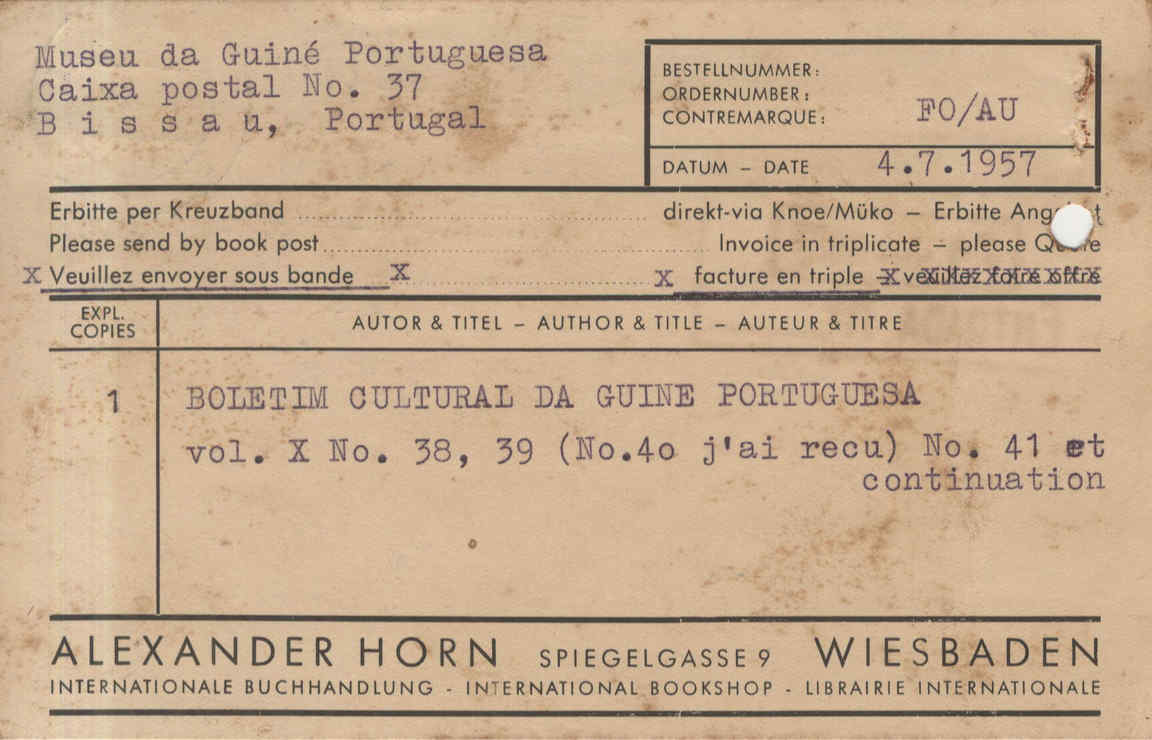 Museu da Guiné Portuguesa
Caixa postal No. 37
B i s s a u, Portugal
BESTELLNUMMER:
ORDERNUMBER:
CONTREMARQUE: FO/AU
DATUM – DATE 4.7.1957
Erbitte per Kreuzband ........ direkt-via Knoe/Müko – Erbitte
Please send by book post ........ Invoice in triplicate – please
X Veuillez envoyer sous bande X ........ X facture en triple – veuillez faire offre
EXPL.
COPIES
AUTOR & TITEL – AUTHOR & TITLE – AUTEUR & TITRE
1 BOLETIM CULTURAL DA GUINE PORTUGUESA
vol. X No. 38, 39 (No.4o j'ai recu) No. 41 et
continuation
ALEXANDER HORN SPIEGELGASSE 9 WIESBADEN
INTERNATIONALE BUCHHANDLUNG - INTERNATIONAL BOOKSHOP - LIBRAIRIE INTERNATIONALE